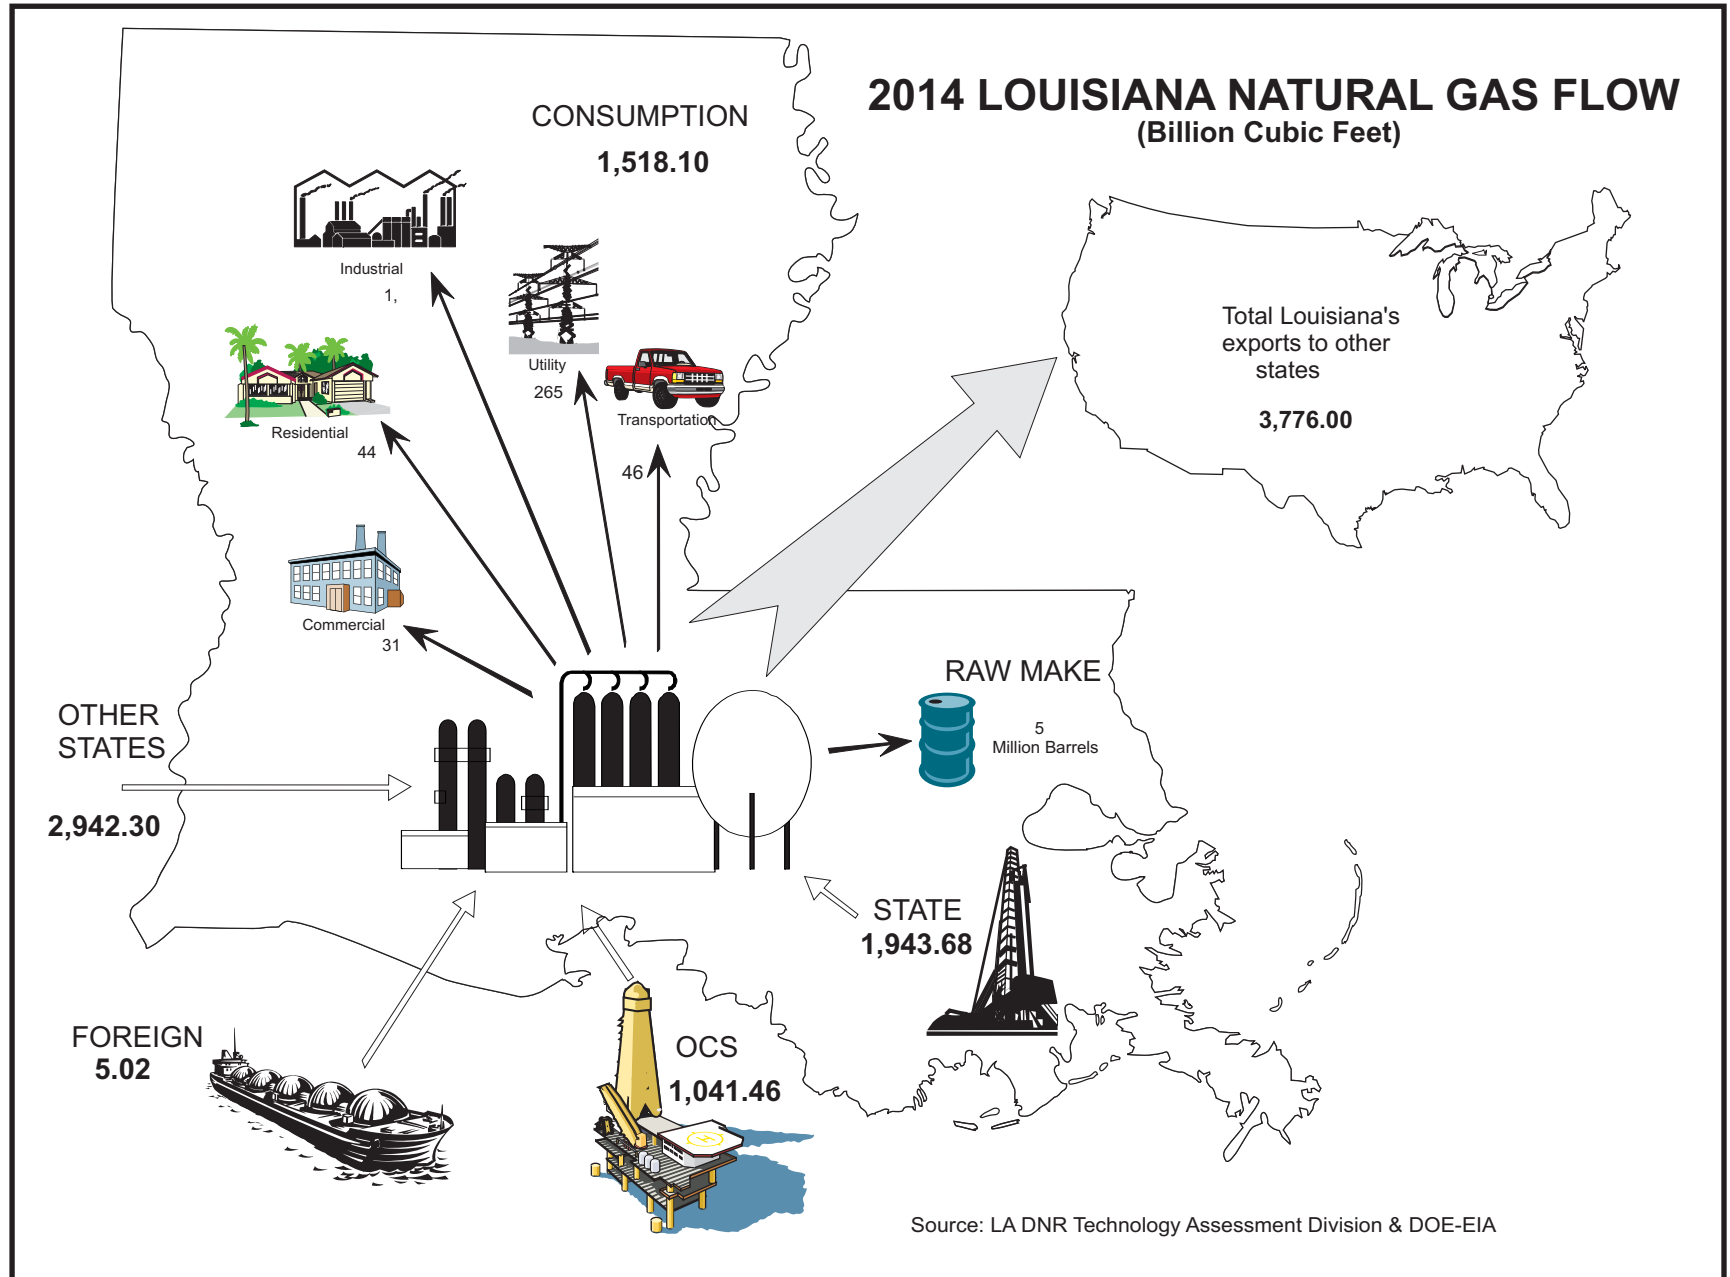 2014 LOUISIANA NATURAL GAS FLOW
(Billion Cubic Feet)
CONSUMPTION
1,518.10
Industrial
1,
Utility
265
Transportation
46
Residential
44
Commercial
31
Total Louisiana's
exports to other
states
3,776.00
RAW MAKE
5
Million Barrels
OTHER
STATES
2,942.30
STATE
1,943.68
FOREIGN
5.02
OCS
1,041.46
H
Source: LA DNR Technology Assessment Division & DOE-EIA